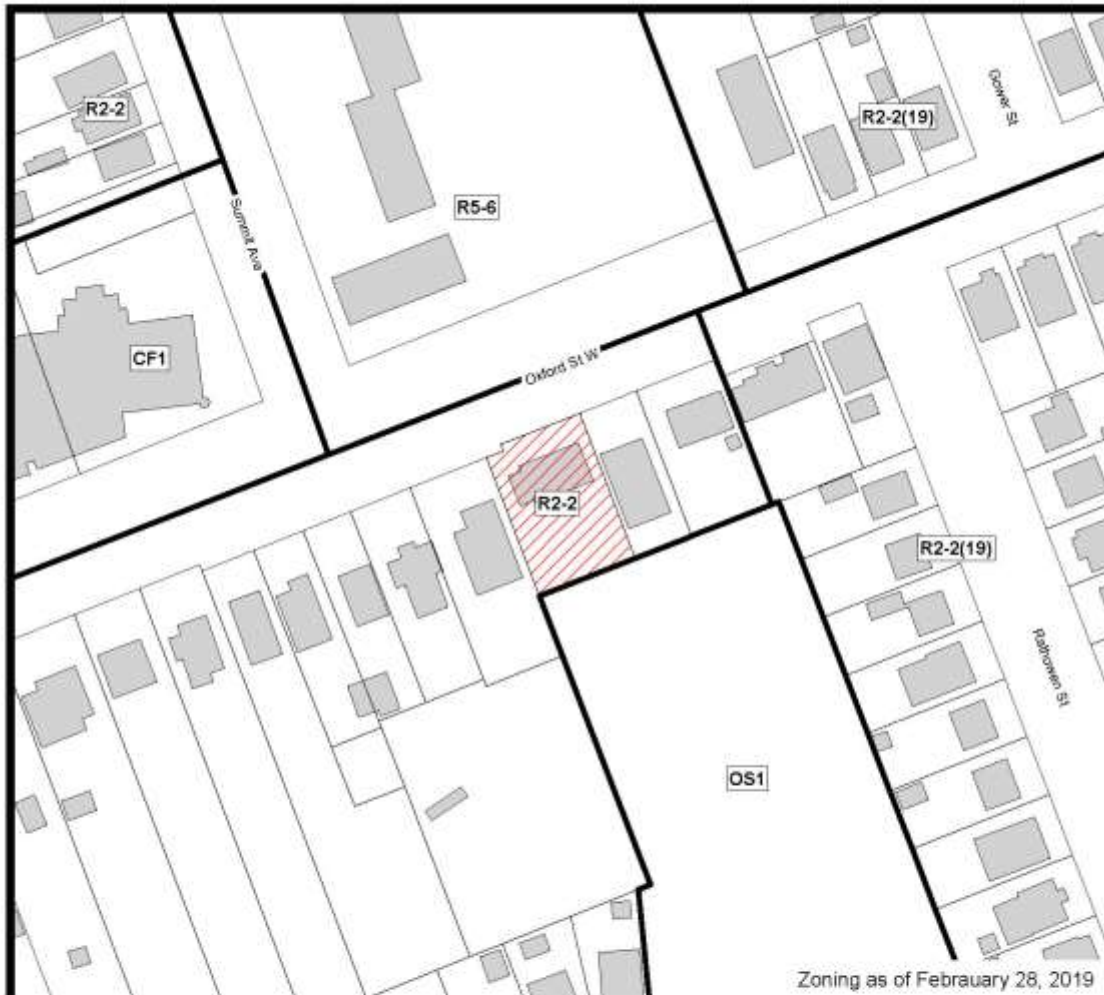 R2-2
R2-2(19)
Gower St
R5-6
Summit Ave
CF1
Oxford St W
R2-2
R2-2(19)
Rathowen St
OS1
Zoning as of Febrauary 28, 2019